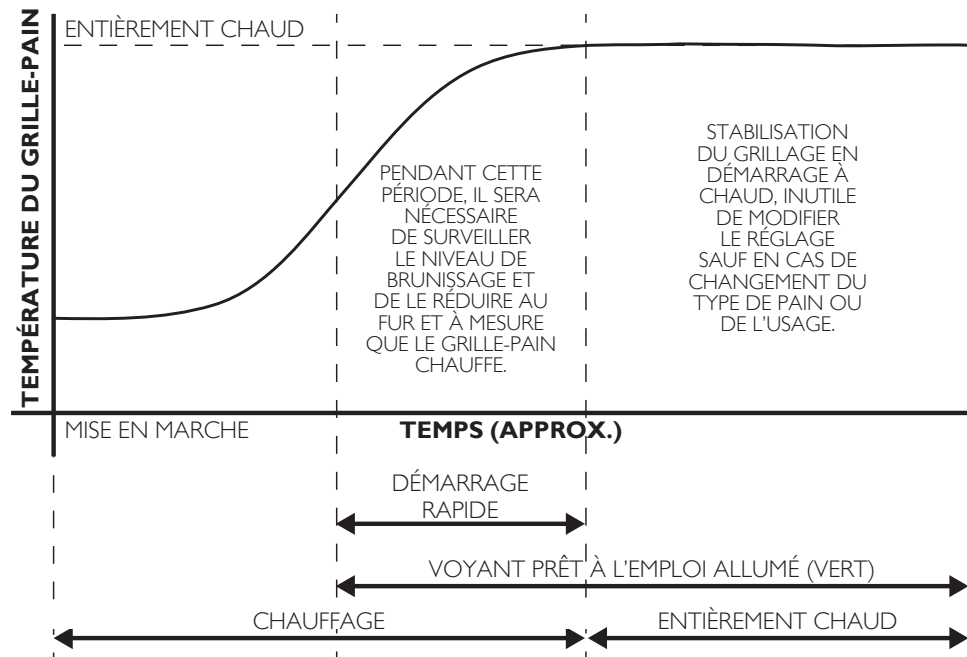 TEMPÉRATURE DU GRILLE-PAIN
ENTIÈREMENT CHAUD
PENDANT CETTE
PÉRIODE, IL SERA
NÉCESSAIRE
DE SURVEILLER
LE NIVEAU DE
BRUNISSAGE ET
DE LE RÉDUIRE AU
FUR ET À MESURE
QUE LE GRILLE-PAIN
CHAUFFE.
STABILISATION
DU GRILLAGE EN
DÉMARRAGE À
CHAUD, INUTILE
DE MODIFIER
LE RÉGLAGE
SAUF EN CAS DE
CHANGEMENT DU
TYPE DE PAIN OU
DE L'USAGE.
MISE EN MARCHE
TEMPS (APPROX.)
DÉMARRAGE
RAPIDE
VOYANT PRÊT À L'EMPLOI ALLUMÉ (VERT)
CHAUFFAGE
ENTIÈREMENT CHAUD